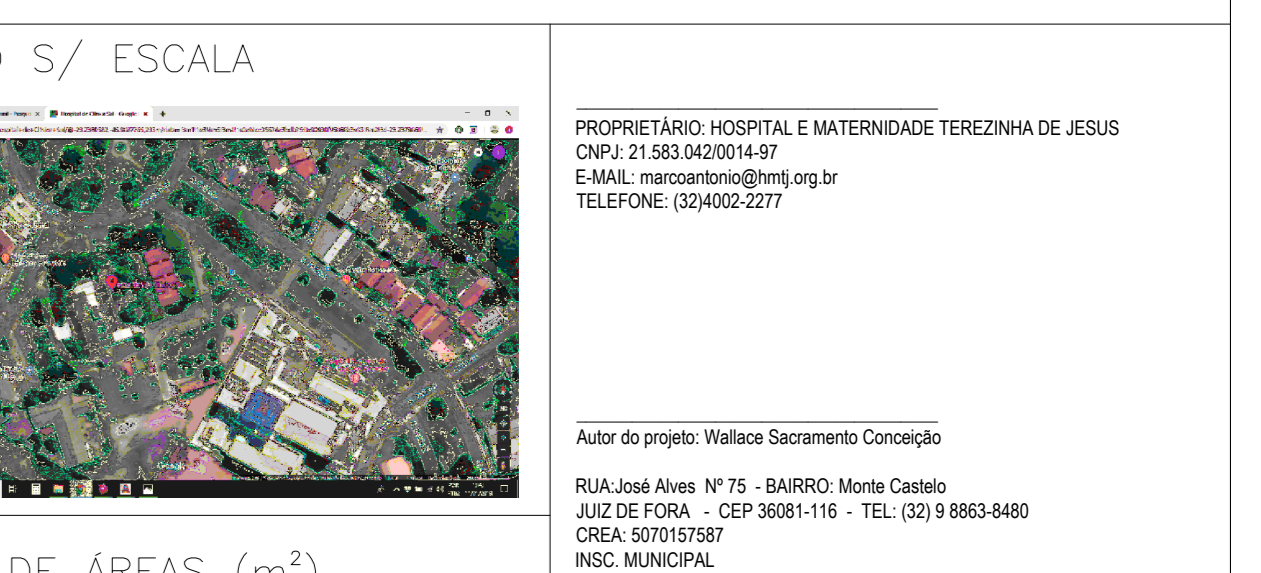 S/ ESCALA
PROPRIETÁRIO: HOSPITAL E MATERNIDADE TEREZINHA DE JESUS
CNPJ: 21.583.042/0014-97
E-MAIL: marcoantonio@hmtj.org.br
TELEFONE: (32)4002-2277
Autor do projeto: Wallace Sacramento Conceição
RUA:José Alves Nº 75 - BAIRRO: Monte Castelo
JUIZ DE FORA - CEP 36081-116 - TEL: (32) 9 8863-8480
CREA: 5070157587
INSC. MUNICIPAL
DE ÁREAS (m²)